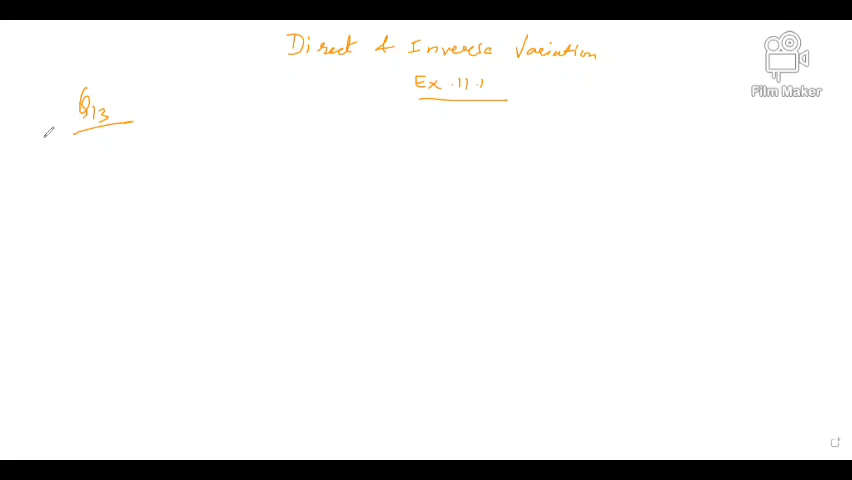 Direct & Inverse Variation
Ex. 11.1
Q13
Film Maker